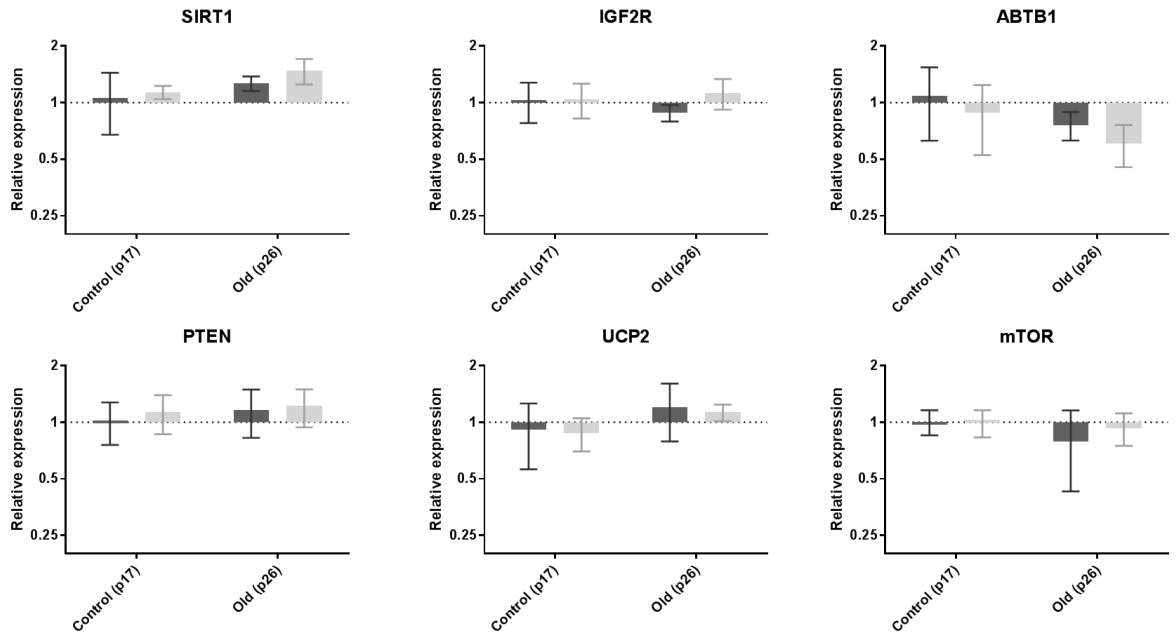 SIRT1
Relative expression
2
1
0.5
0.25
Control (p17)
Old (p26)
IGF2R
Relative expression
2
1
0.5
0.25
Control (p17)
Old (p26)
ABTB1
Relative expression
2
1
0.5
0.25
Control (p17)
Old (p26)
PTEN
Relative expression
2
1
0.5
0.25
Control (p17)
Old (p26)
UCP2
Relative expression
2
1
0.5
0.25
Control (p17)
Old (p26)
mTOR
Relative expression
2
1
0.5
0.25
Control (p17)
Old (p26)